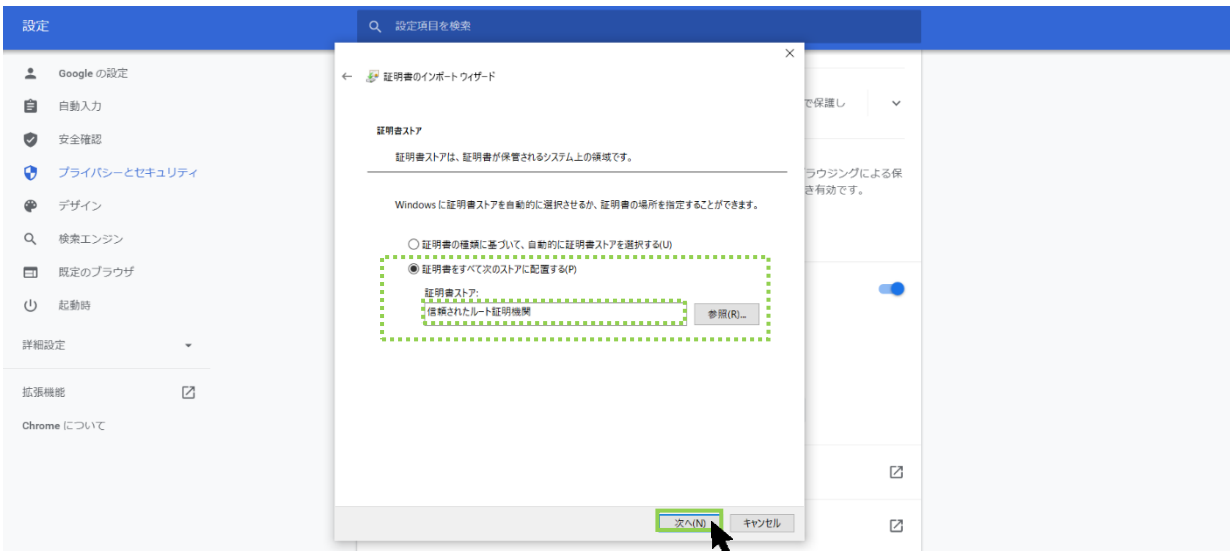 設定
設定項目を検索
Google の設定
自動入力
安全確認
プライバシーとセキュリティ
デザイン
検索エンジン
既定のブラウザ
起動時
詳細設定
拡張機能
Chrome について
証明書のインポート ウィザード
証明書ストア
証明書ストアは、証明書が保管されるシステム上の領域です。
Windows に証明書ストアを自動的に選択させるか、証明書の場所を指定することができます。
証明書の種類に基づいて、自動的に証明書ストアを選択する(U)
証明書をすべて次のストアに配置する(P)
証明書ストア:
信頼されたルート証明機関
参照(R)...
次へ(N)
キャンセル
で保護し
ラウジングによる保
き有効です。